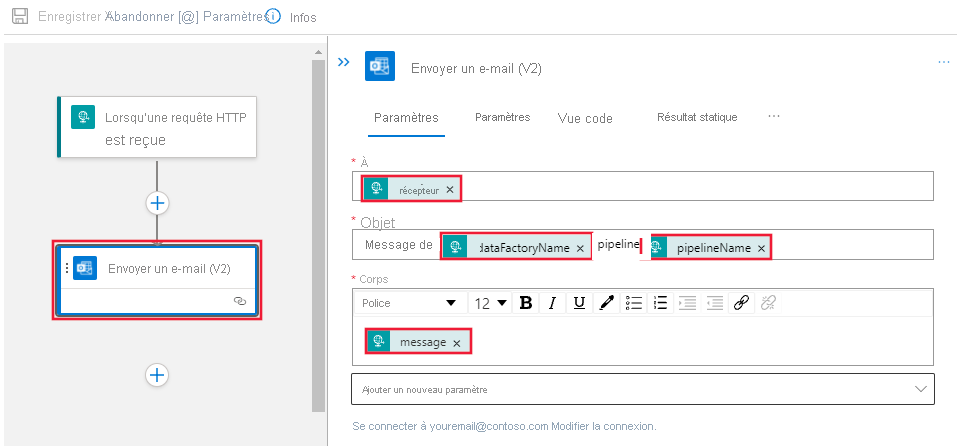 Enregistrer Abandonner [@] Paramètres Infos
Lorsqu'une requête HTTP
est reçue
Envoyer un e-mail (V2)
Envoyer un e-mail (V2)
Paramètres Paramètres Vue code Résultat statique
* À
récepteur ×
* Objet
Message de dataFactoryName × pipeline pipelineName ×
* Corps
Police 12 B I U
message ×
Ajouter un nouveau paramètre
Se connecter à youremail@contoso.com Modifier la connexion.